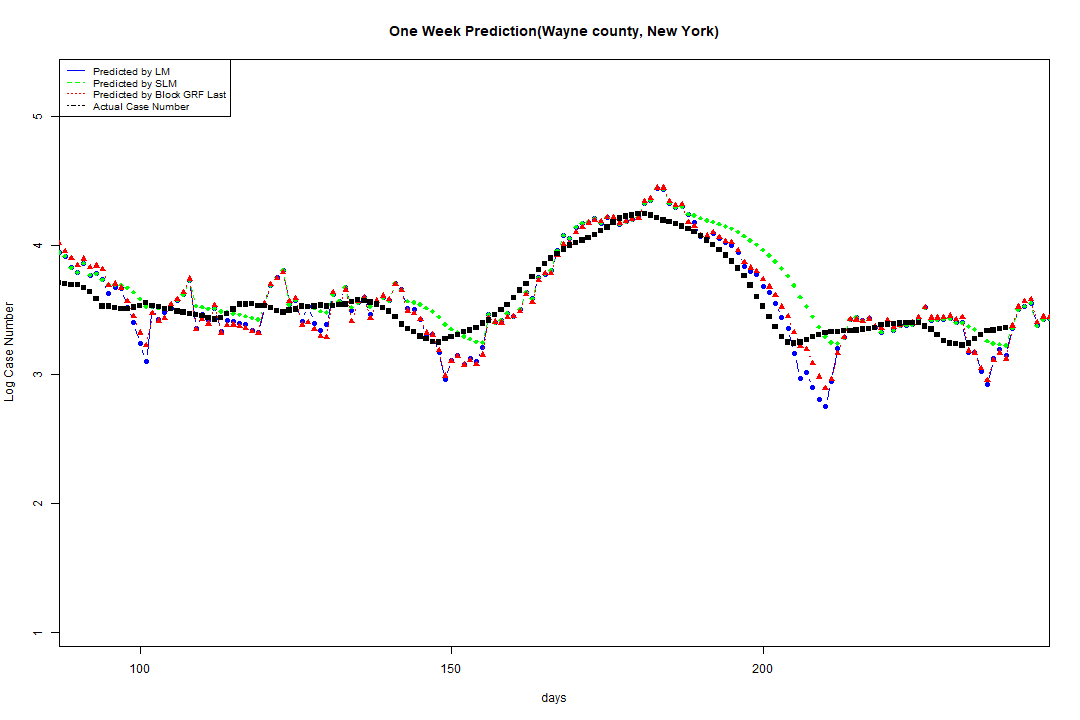 One Week Prediction(Wayne county, New York)
Predicted by LM
Predicted by SLM
Predicted by Block GRF Last
Actual Case Number
5
4
3
2
1
Log Case Number
100 150 200
days